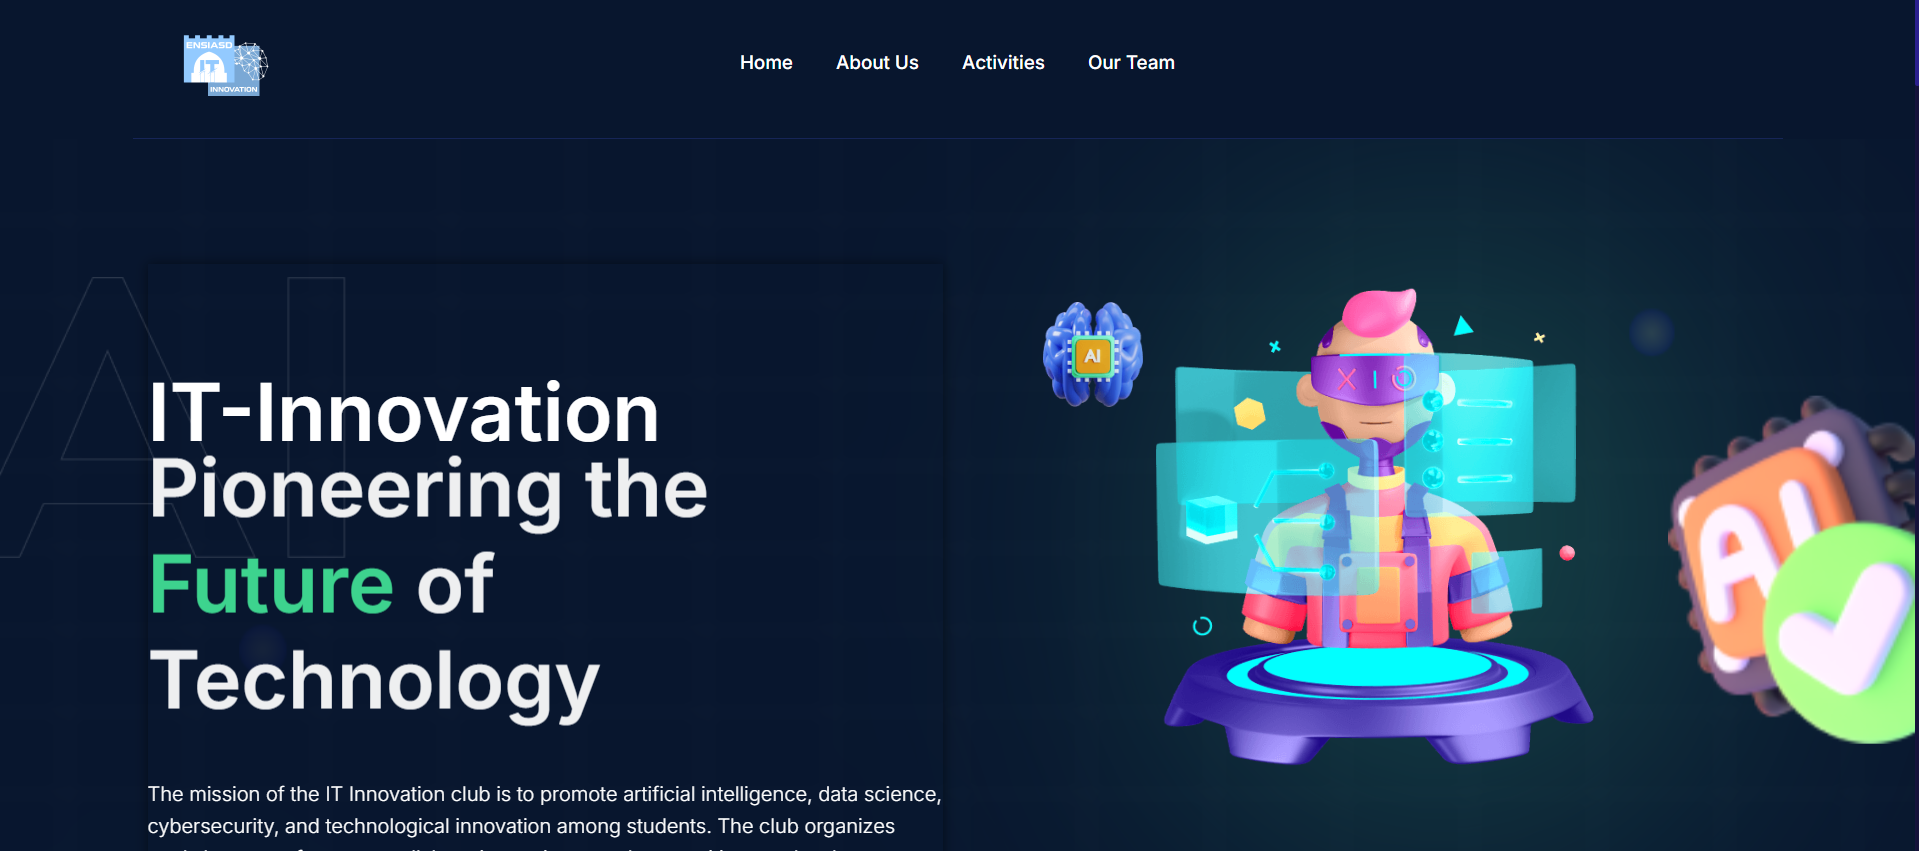 ENSIASD
IT
INNOVATION
Home
About Us
Activities
Our Team
AI
IT-Innovation
Pioneering the
Future of
Technology
AI
X I O
AI
The mission of the IT Innovation club is to promote artificial intelligence, data science,
cybersecurity, and technological innovation among students. The club organizes